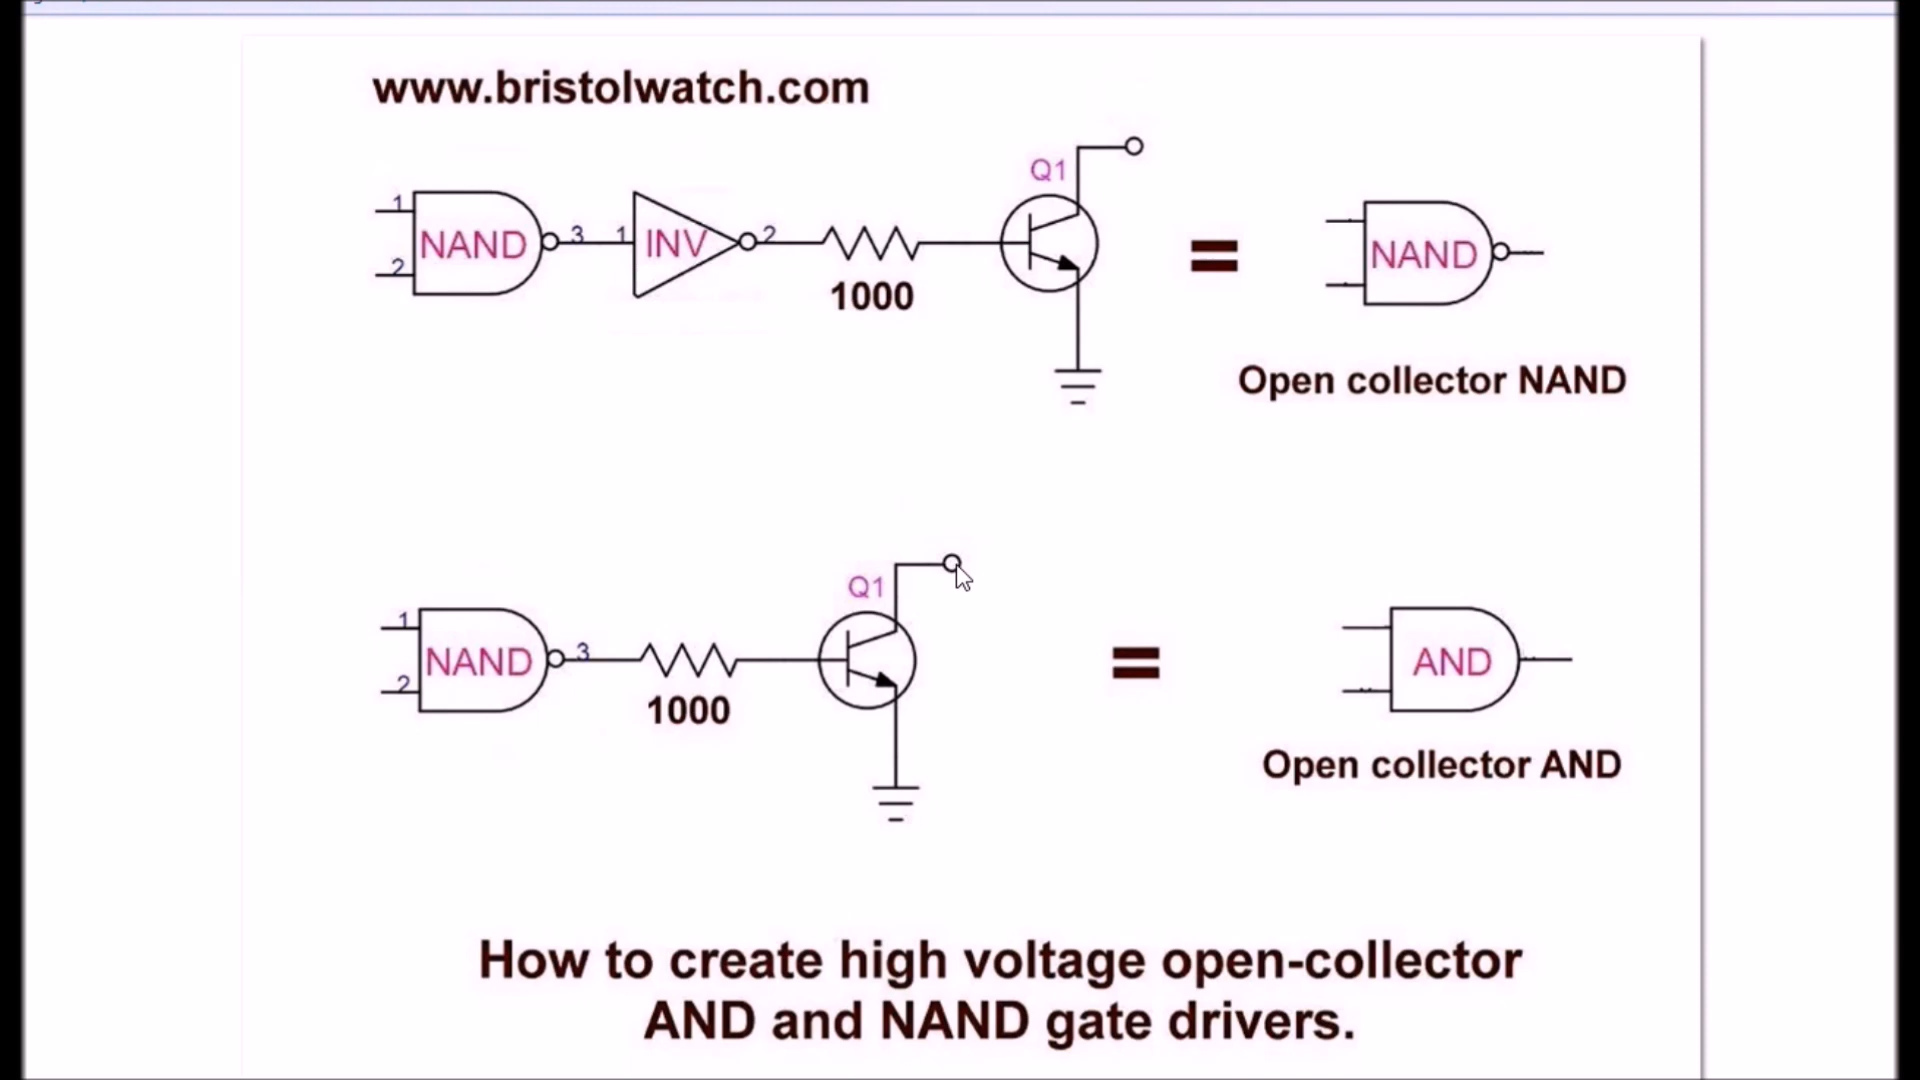 www.bristolwatch.com
Q1
1
2
NAND
3
1
INV
2
1000
=
NAND
Open collector NAND
Q1
1
2
NAND
3
1000
=
AND
Open collector AND
How to create high voltage open-collector
AND and NAND gate drivers.